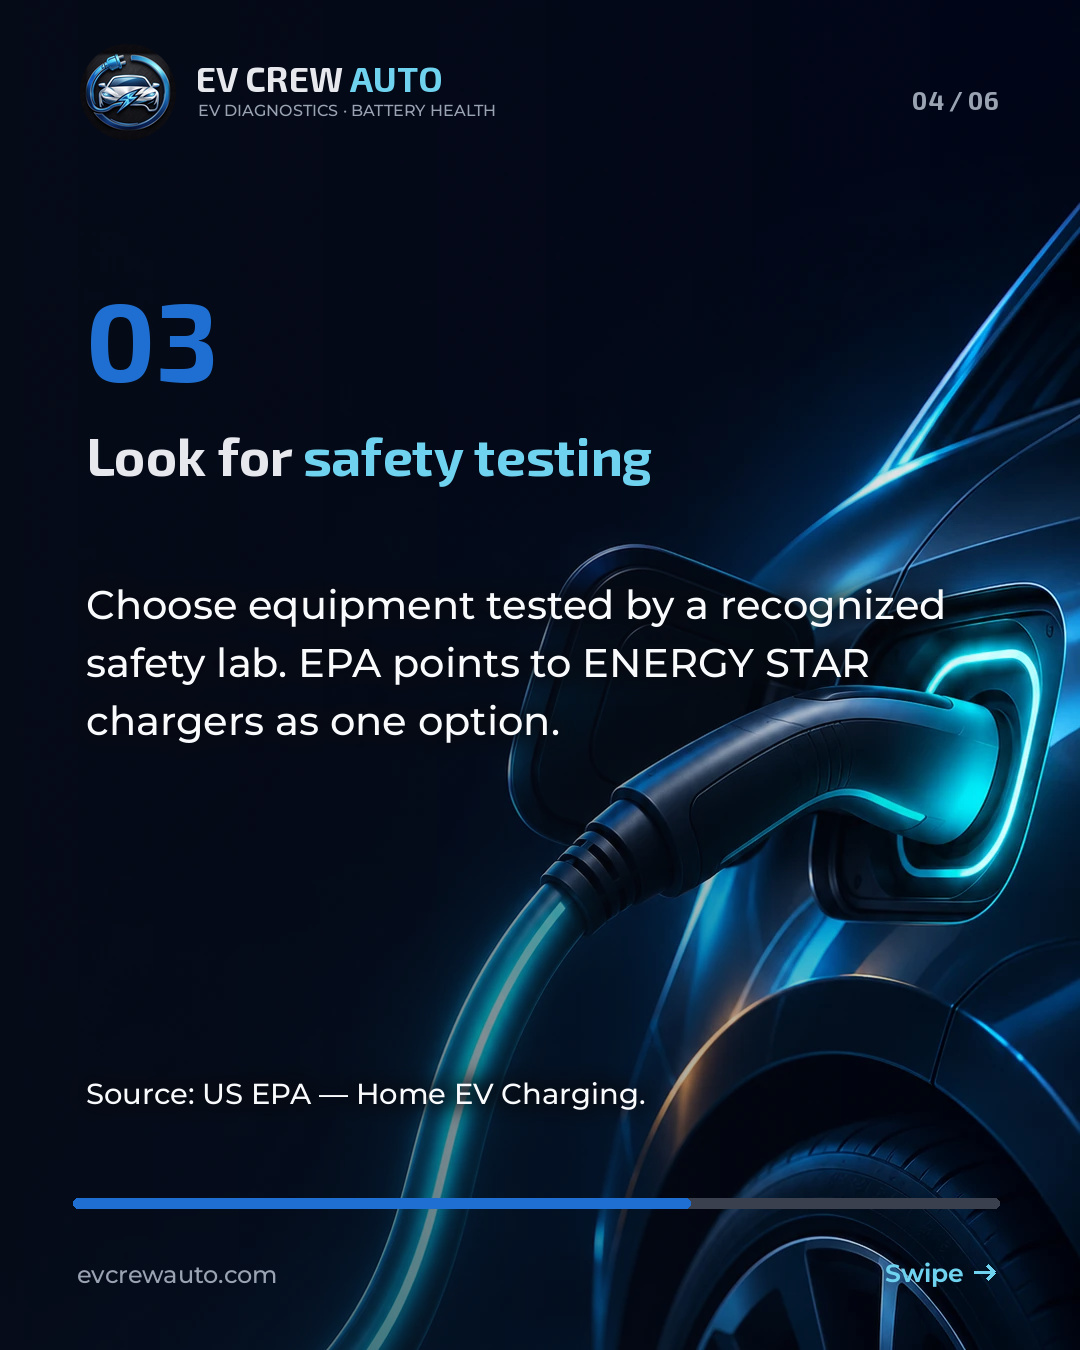 EV CREW AUTO
EV DIAGNOSTICS · BATTERY HEALTH
04 / 06
03
Look for safety testing
Choose equipment tested by a recognized
safety lab. EPA points to ENERGY STAR
chargers as one option.
Source: US EPA — Home EV Charging.
evcrewauto.com
Swipe →